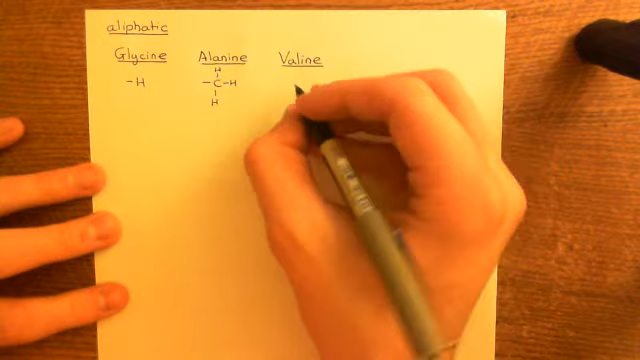 aliphatic
Glycine Alanine Valine
H
-H -C-H
H